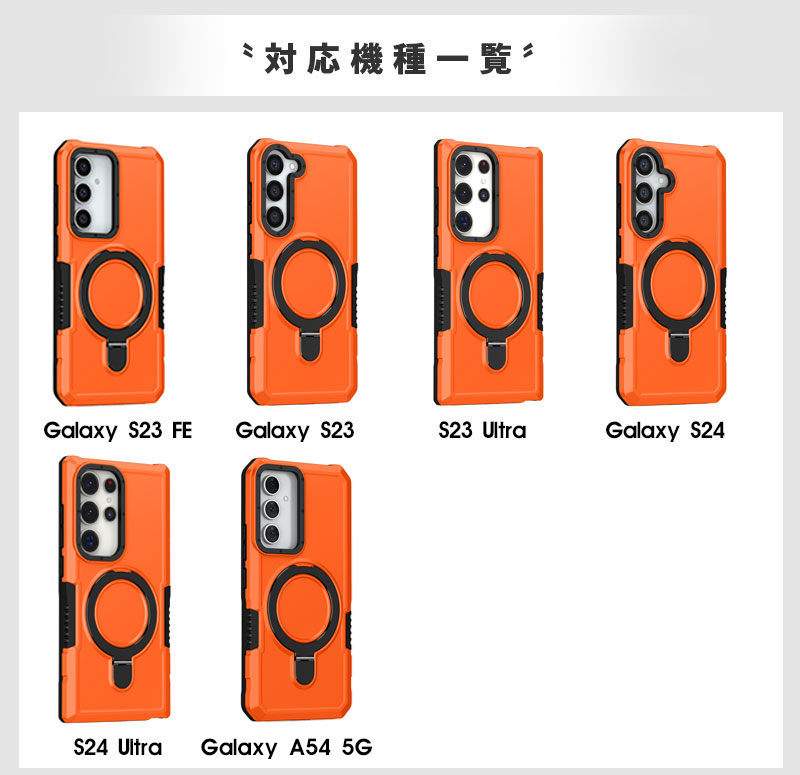 対応機種一覧
Galaxy S23 FE
Galaxy S23
S23 Ultra
Galaxy S24
S24 Ultra
Galaxy A54 5G